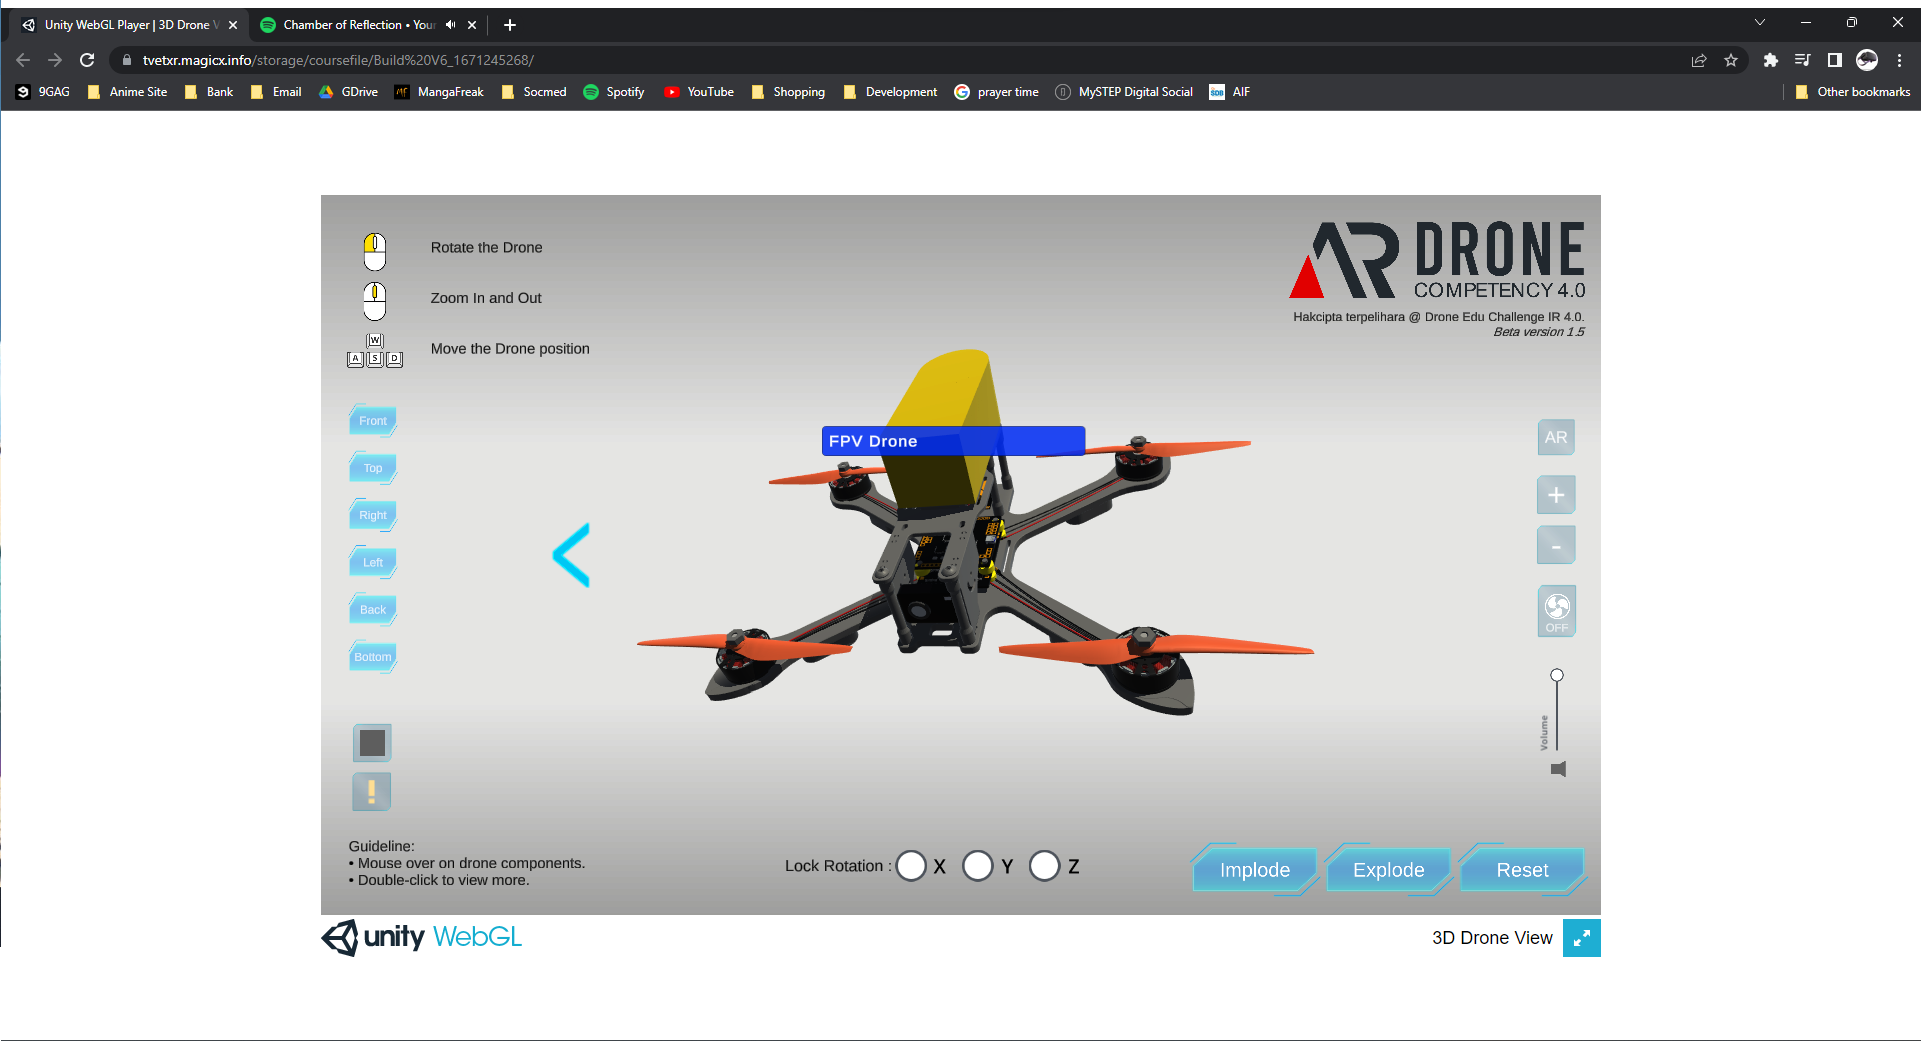 Unity WebGL Player | 3D Drone V
Chamber of Reflection • Your
tvetxr.magicx.info/storage/coursefile/Build%20V6_1671245268/
9GAG
Anime Site
Bank
Email
GDrive
MF
MangaFreak
Socmed
Spotify
YouTube
Shopping
Development
prayer time
MySTEP Digital Social
AIF
Other bookmarks
Rotate the Drone
Zoom In and Out
W
A S D
Move the Drone position
AR DRONE
COMPETENCY 4.0
Hakcipta terpelihara @ Drone Edu Challenge IR 4.0.
Beta version 1.5
Front
Top
Right
Left
Back
Bottom
!
FPV Drone
AR
+
-
OFF
Volume
Guideline:
• Mouse over on drone components.
• Double-click to view more.
Lock Rotation : X Y Z
Implode
Explode
Reset
unity WebGL
3D Drone View